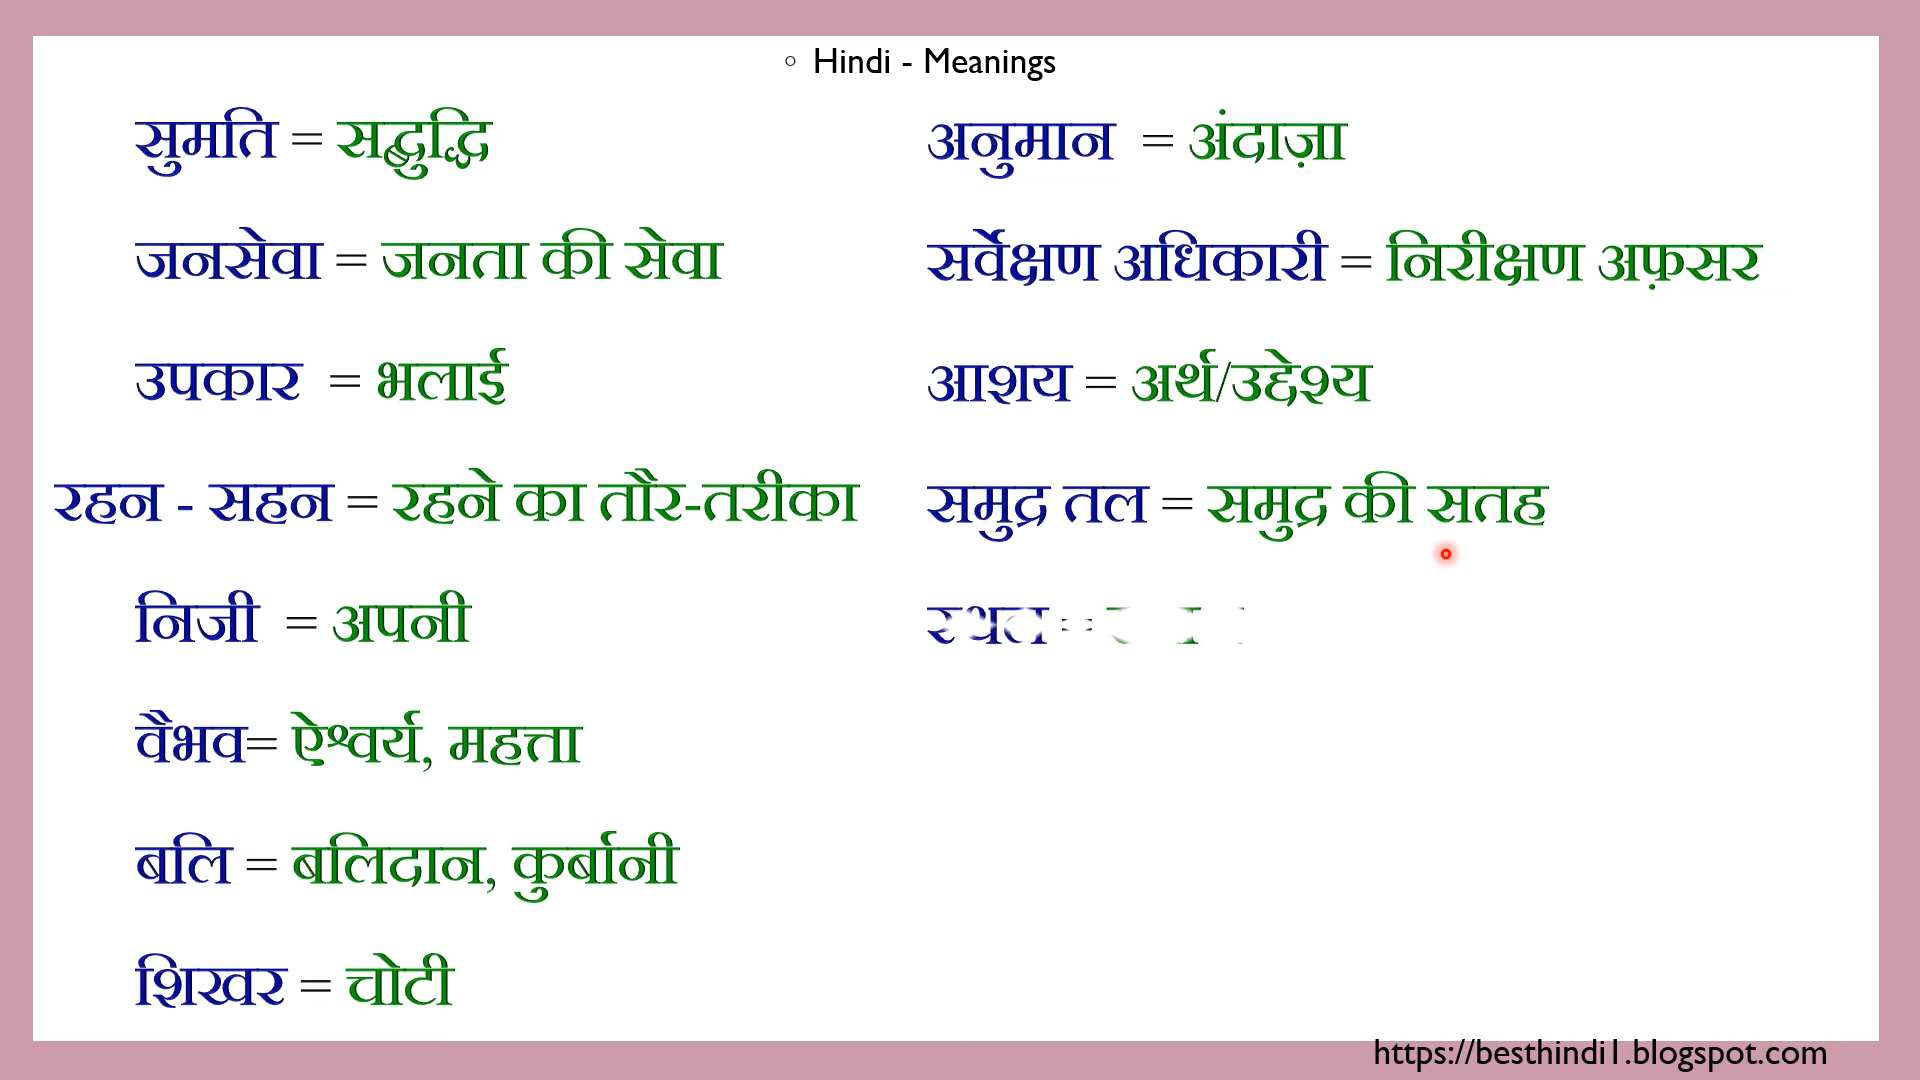 Hindi - Meanings
सुमति = सद्बुद्धि
जनसेवा = जनता की सेवा
उपकार = भलाई
रहन - सहन = रहने का तौर-तरीका
निजी = अपनी
वैभव= ऐश्वर्य, महत्ता
बलि = बलिदान, कुर्बानी
शिखर = चोटी
अनुमान = अंदाज़ा
सर्वेक्षण अधिकारी = निरीक्षण अफ़सर
आशय = अर्थ/उद्देश्य
समुद्र तल = समुद्र की सतह
https://besthindi1.blogspot.com